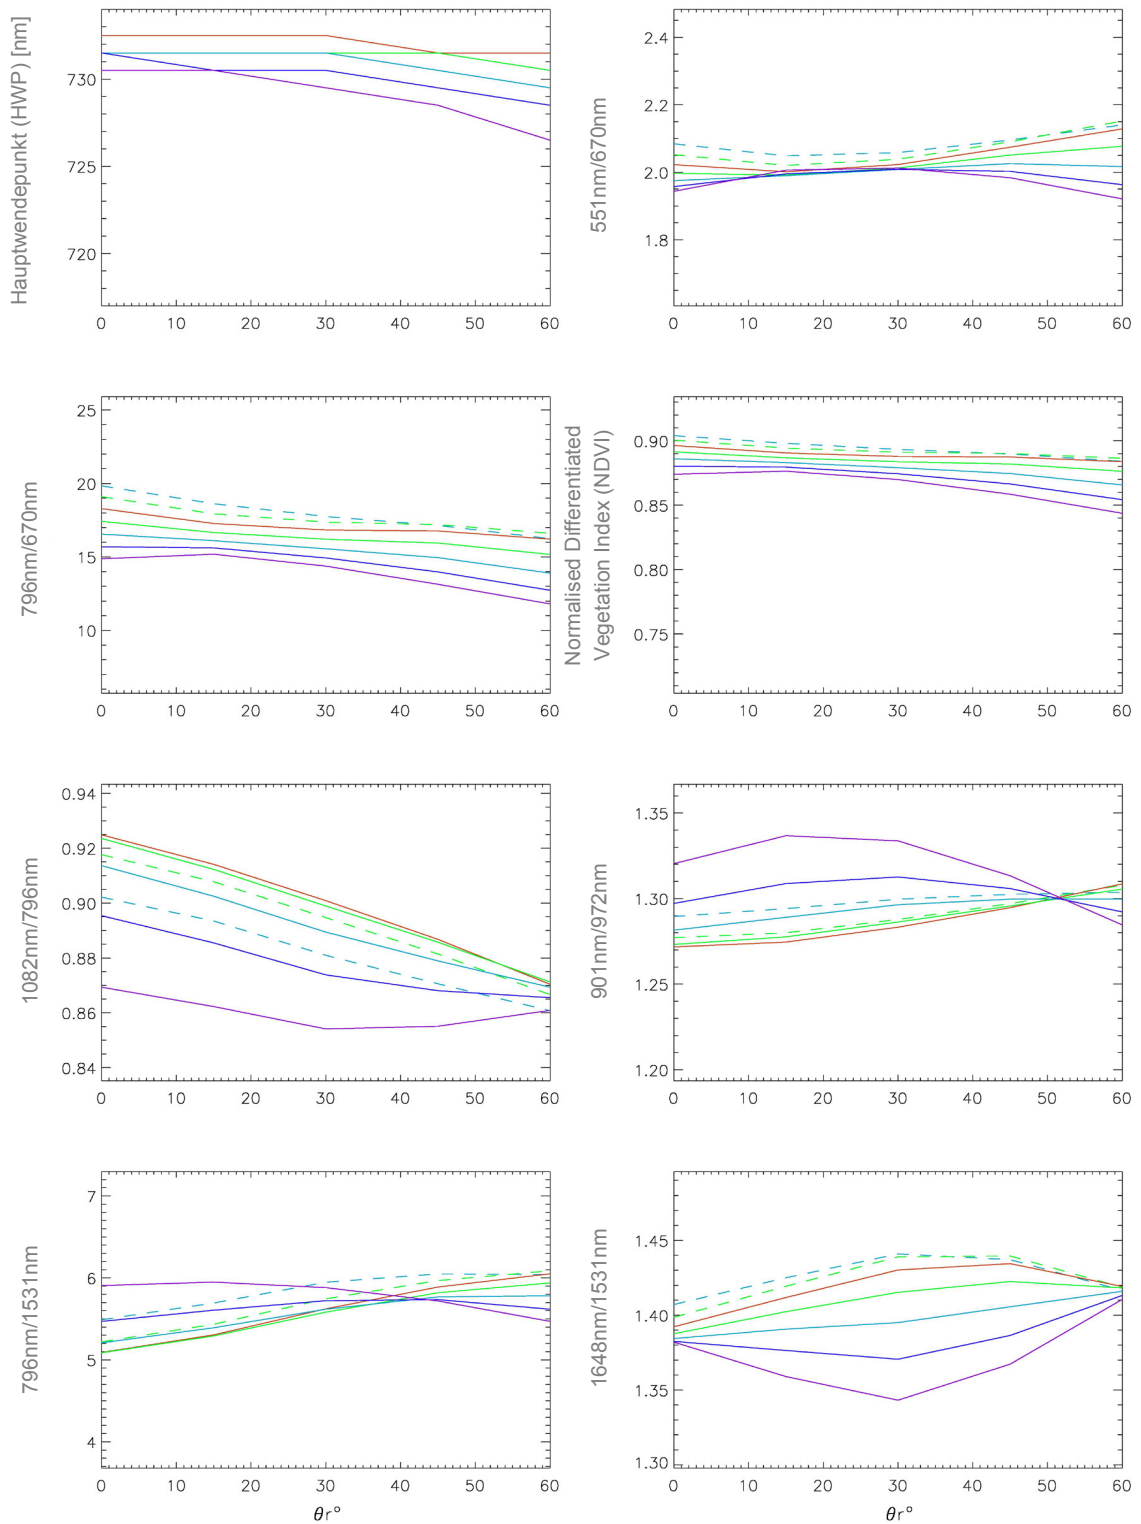 Hauptwendepunkt (HWP) [nm]
730
725
720
0 10 20 30 40 50 60
551nm/670nm
2.4
2.2
2.0
1.8
0 10 20 30 40 50 60
796nm/670nm
25
20
15
10
0 10 20 30 40 50 60
Normalised Differentiated
Vegetation Index (NDVI)
0.90
0.85
0.80
0.75
0 10 20 30 40 50 60
1082nm/796nm
0.94
0.92
0.90
0.88
0.86
0.84
0 10 20 30 40 50 60
901nm/972nm
1.35
1.30
1.25
1.20
0 10 20 30 40 50 60
796nm/1531nm
7
6
5
4
0 10 20 30 40 50 60
θr°
1648nm/1531nm
1.45
1.40
1.35
1.30
0 10 20 30 40 50 60
θr°